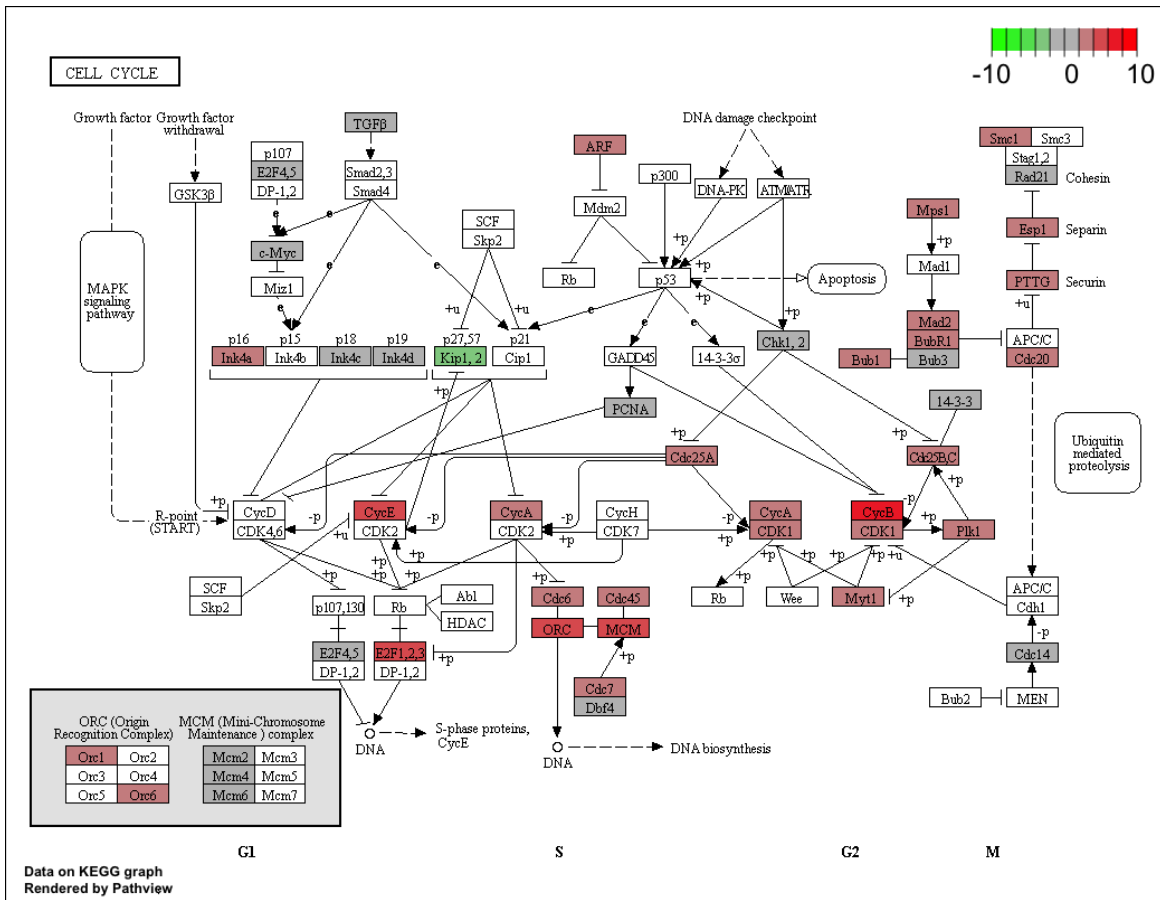 -10 0 10
CELL CYCLE
Growth factor
Growth factor
withdrawal
TGFβ
DNA damage checkpoint
ARF
Smc1
Smc3
p107
E2F4,5
DP-1,2
Smad2,3
Smad4
p300
DNA-PK
ATM/ATR
Stag1,2
Rad21
Cohesin
GSK3β
Mdm2
Mps1
e
e
SCF
Skp2
+p
+p
Esp1
Separin
c-Myc
Rb
p53
+p
Mad1
Miz1
e
e
Apoptosis
PTTG
Securin
MAPK
signaling
pathway
e
+p
+u
+u
+u
e
e
e
+p
Mad2
BubR1
Bub3
Bub1
APC/C
Cdc20
p16
p15
p18
p19
p27,57
p21
Ink4a
Ink4b
Ink4c
Ink4d
Kip1, 2
Cip1
GADD45
14-3-3σ
Chk1, 2
+p
PCNA
14-3-3
Ubiquitin
mediated
proteolysis
+p
+p
Cdc25A
Cdc25B,C
R-point
(START)
+p
CycD
CDK4,6
-p
CycE
CDK2
-p
CycA
CDK2
-p
+p
CycH
CDK7
-p
+p
CycA
CDK1
CycB
CDK1
-p
+p
+p
Plk1
+u
+u
+p
+p
+p
+p
+p
+p
+p
SCF
Skp2
p107,130
Rb
Abl
HDAC
Cdc6
Cdc45
Rb
Wee
Myt1
APC/C
Cdh1
ORC
MCM
-p
E2F4,5
DP-1,2
E2F1,2,3
DP-1,2
+p
+p
Cdc14
Cdc7
Dbf4
Bub2
MEN
ORC (Origin
Recognition Complex)
MCM (Mini-Chromosome
Maintenance ) complex
Orc1
Orc2
Orc3
Orc4
Orc5
Orc6
Mcm2
Mcm3
Mcm4
Mcm5
Mcm6
Mcm7
DNA
S-phase proteins,
CycE
DNA
DNA biosynthesis
G1
S
G2
M
Data on KEGG graph
Rendered by Pathview